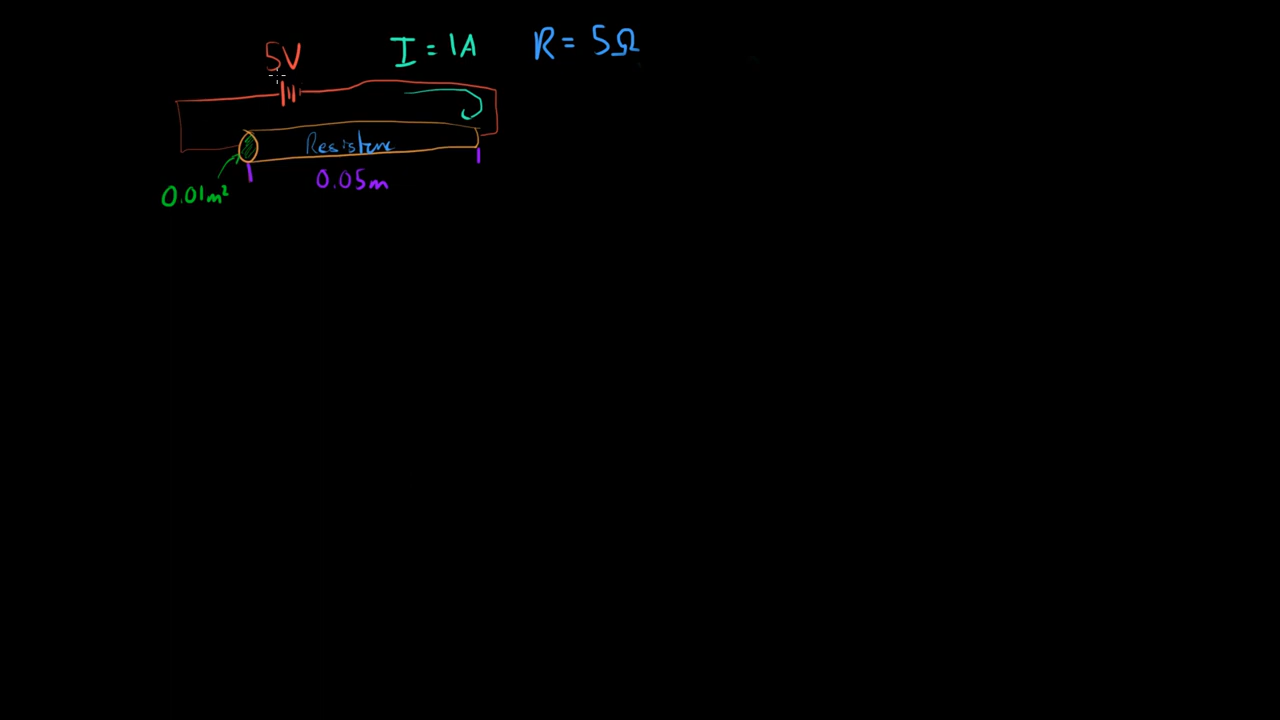 5V
I = 1A
R = 5Ω
Resistance
0.05m
0.01m²